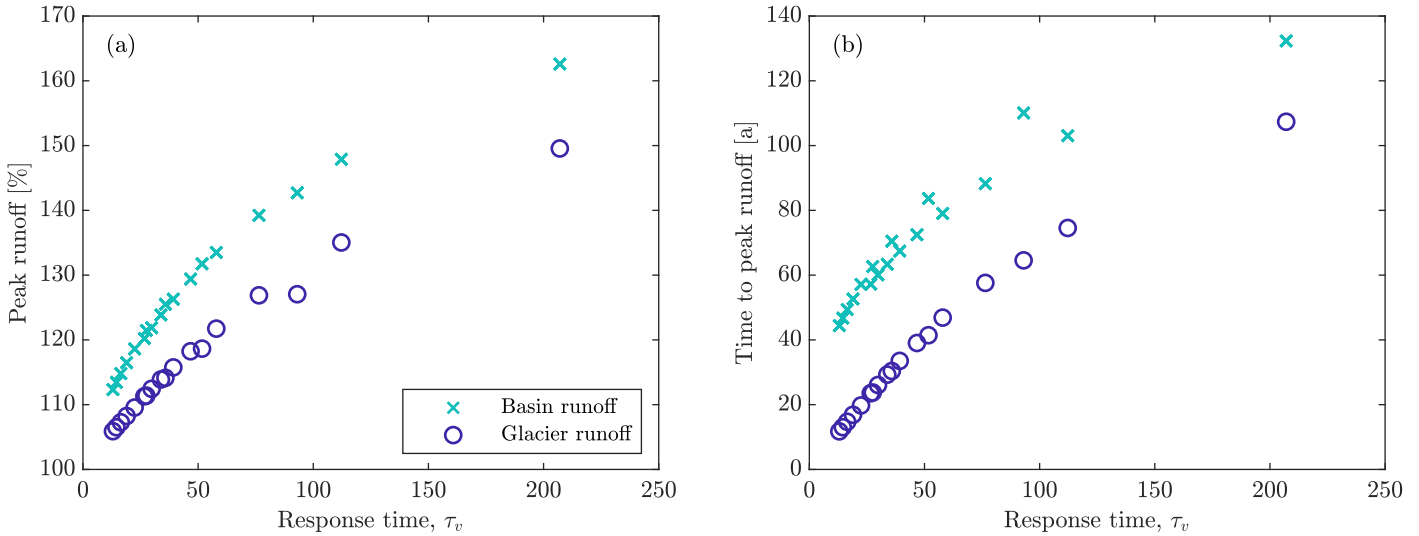 (a)
Peak runoff [%]
170
160
150
140
130
120
110
100
0 50 100 150 200 250
Response time, τᵥ
Basin runoff
Glacier runoff
(b)
Time to peak runoff [a]
140
120
100
80
60
40
20
0
0 50 100 150 200 250
Response time, τᵥ